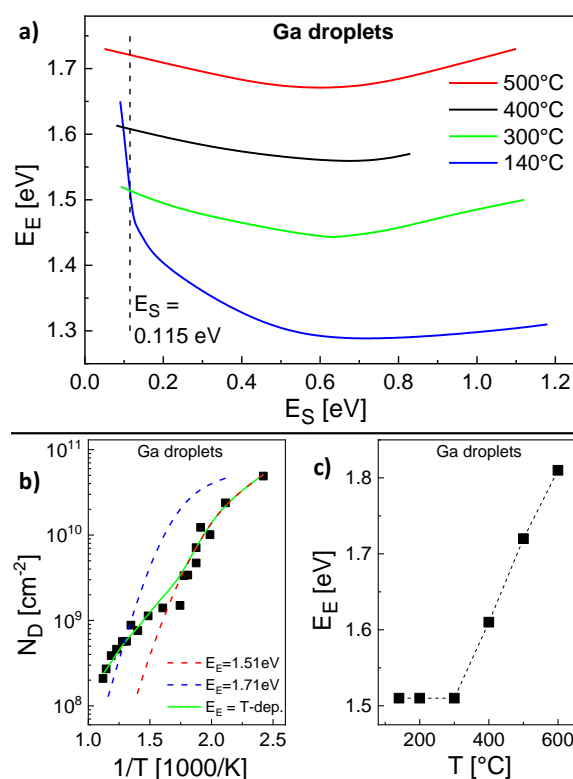 a)
Ga droplets
1.7
1.6
1.5
1.4
1.3
E_E [eV]
500°C
400°C
300°C
140°C
E_S =
0.115 eV
0.0 0.2 0.4 0.6 0.8 1.0 1.2
E_S [eV]
b)
Ga droplets
10^11
10^10
10^9
10^8
N_D [cm^-2]
E_E=1.51eV
E_E=1.71eV
E_E = T-dep.
1.0 1.5 2.0 2.5
1/T [1000/K]
c)
Ga droplets
1.8
1.7
1.6
1.5
E_E [eV]
200 400 600
T [°C]